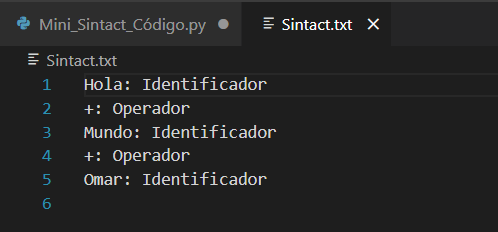 Mini_Sintact_Código.py ● Sintact.txt ×
Sintact.txt
1 Hola: Identificador
2 +: Operador
3 Mundo: Identificador
4 +: Operador
5 Omar: Identificador
6